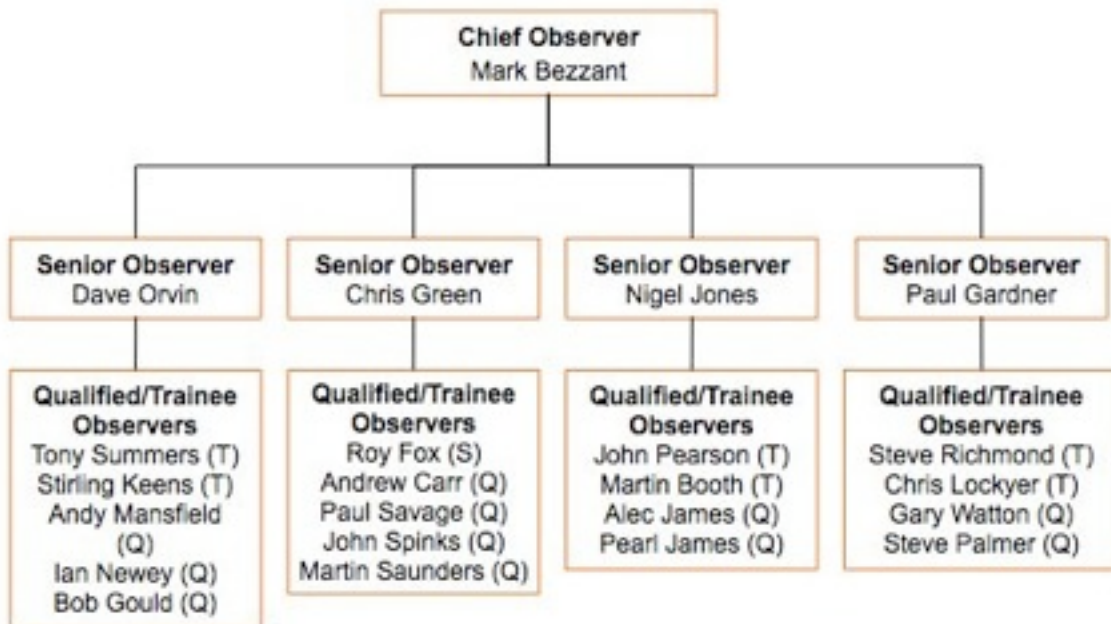 Chief Observer
Mark Bezzant
Senior Observer
Dave Orvin
Senior Observer
Chris Green
Senior Observer
Nigel Jones
Senior Observer
Paul Gardner
Qualified/Trainee
Observers
Tony Summers (T)
Stirling Keens (T)
Andy Mansfield
(Q)
Ian Newey (Q)
Bob Gould (Q)
Qualified/Trainee
Observers
Roy Fox (S)
Andrew Carr (Q)
Paul Savage (Q)
John Spinks (Q)
Martin Saunders (Q)
Qualified/Trainee
Observers
John Pearson (T)
Martin Booth (T)
Alec James (Q)
Pearl James (Q)
Qualified/Trainee
Observers
Steve Richmond (T)
Chris Lockyer (T)
Gary Watton (Q)
Steve Palmer (Q)